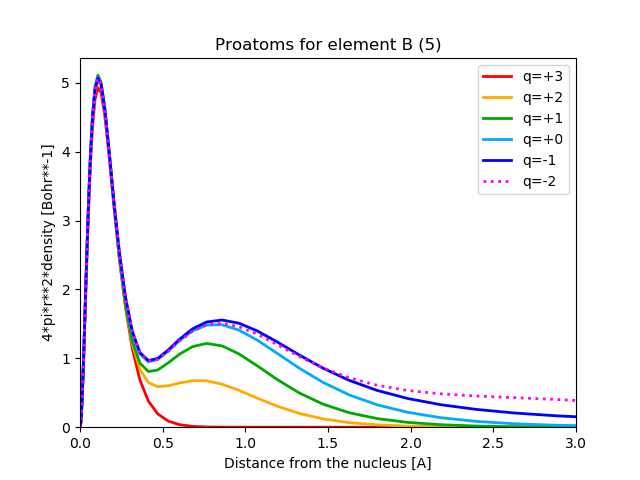 Proatoms for element B (5)
4*pi*r**2*density [Bohr**-1]
5
4
3
2
1
0
q=+3
q=+2
q=+1
q=+0
q=-1
q=-2
0.0 0.5 1.0 1.5 2.0 2.5 3.0
Distance from the nucleus [A]